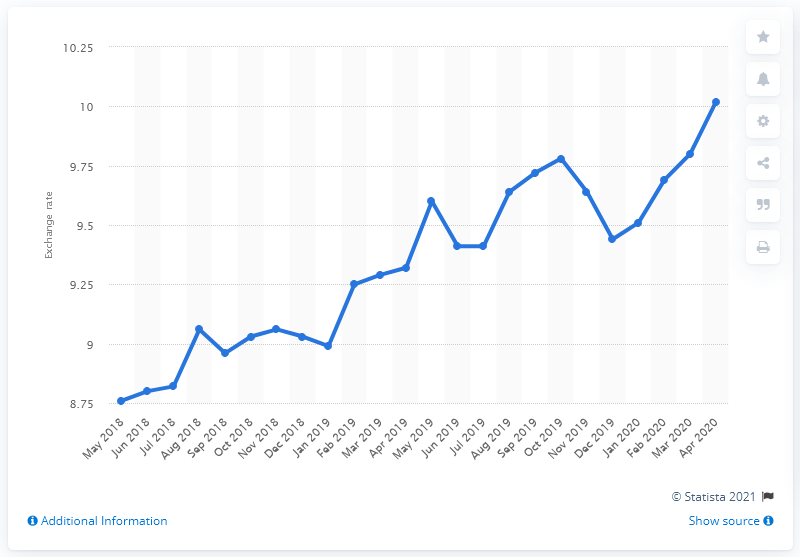 10.25
10
9.75
9.5
9.25
9
8.75
Exchange rate
May 2018
Jun 2018
Jul 2018
Aug 2018
Sep 2018
Oct 2018
Nov 2018
Dec 2018
Jan 2019
Feb 2019
Mar 2019
Apr 2019
May 2019
Jun 2019
Jul 2019
Aug 2019
Sep 2019
Oct 2019
Nov 2019
Dec 2019
Jan 2020
Feb 2020
Mar 2020
Apr 2020
© Statista 2021
Additional Information
Show source